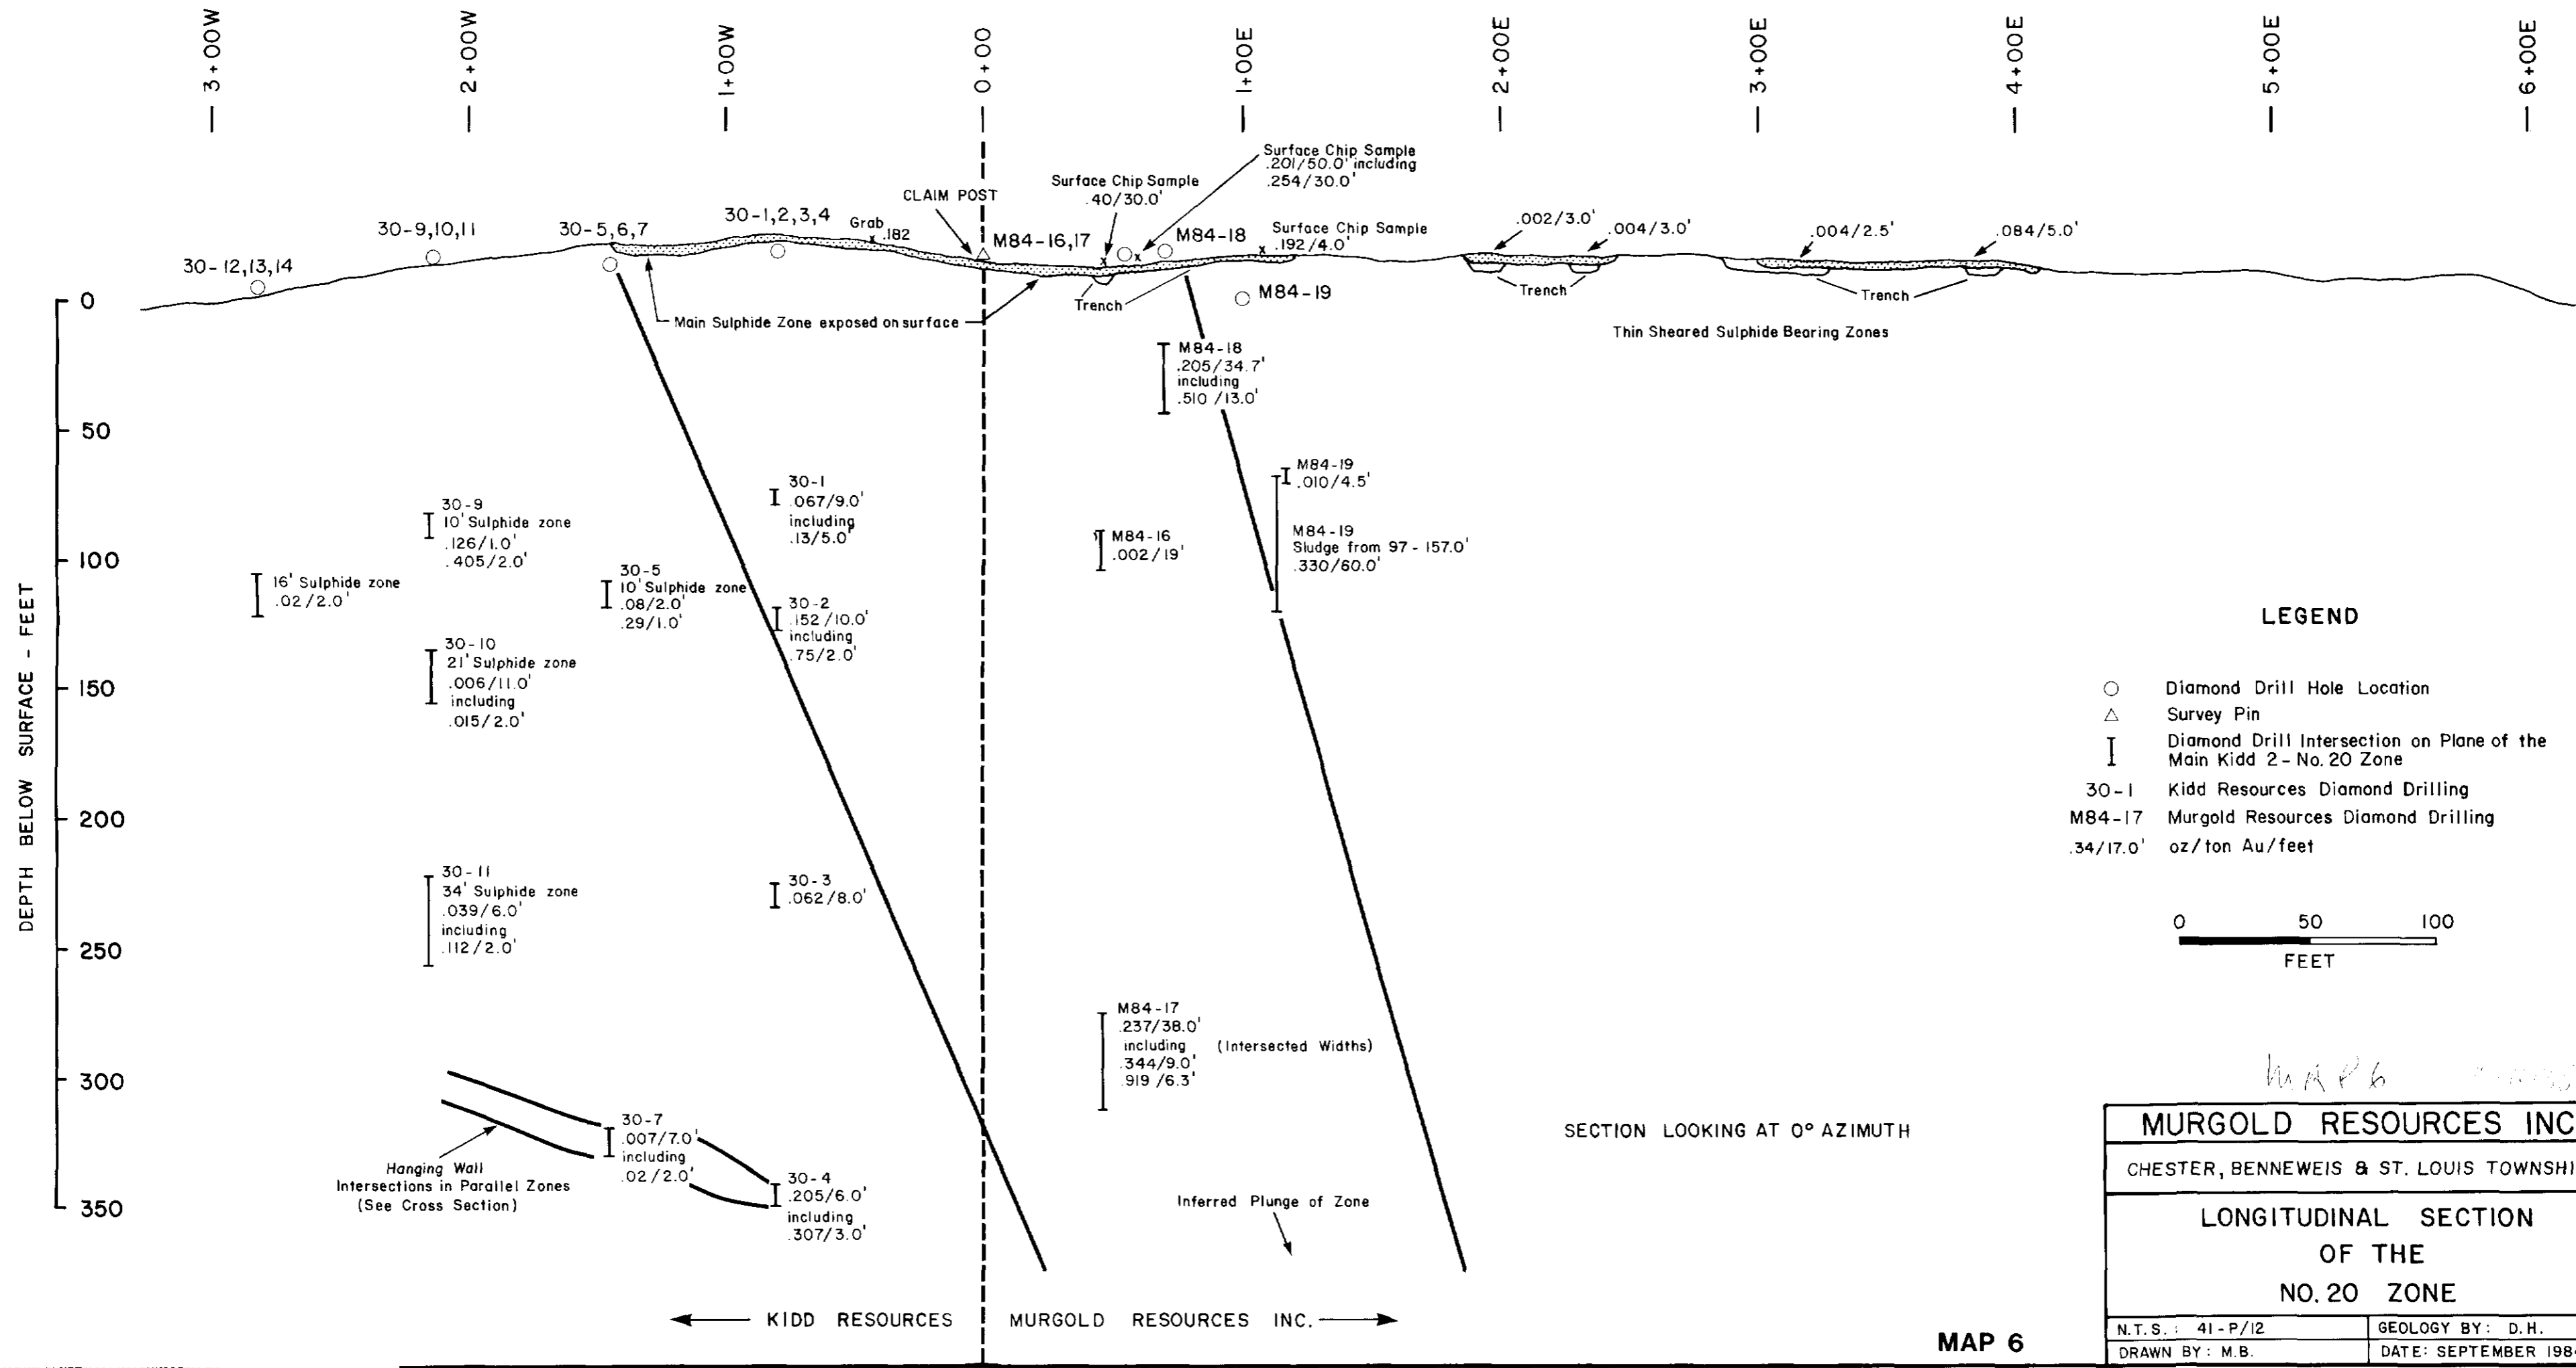 3+00W
2+00W
1+00W
0+00
1+00E
2+00E
3+00E
4+00E
5+00E
6+00E
Surface Chip Sample
.201/50.0' including
.254/30.0'
Surface Chip Sample
.40/30.0'
CLAIM POST
30-12,13,14
30-9,10,11
30-5,6,7
30-1,2,3,4
Grab
.182
M84-16,17
M84-18
Surface Chip Sample
.192/4.0'
.002/3.0'
.004/3.0'
.004/2.5'
.084/5.0'
Main Sulphide Zone exposed on surface
Trench
M84-19
Trench
Trench
Thin Sheared Sulphide Bearing Zones
DEPTH BELOW SURFACE - FEET
0
50
100
150
200
250
300
350
M84-18
.205/34.7'
including
.510/13.0'
M84-19
.010/4.5'
M84-19
Sludge from 97-157.0'
.330/60.0'
30-1
.067/9.0'
including
.13/5.0'
30-9
10' Sulphide zone
.126/1.0'
.405/2.0'
M84-16
.002/19'
16' Sulphide zone
.02/2.0'
30-5
10' Sulphide zone
.08/2.0'
.29/1.0'
30-2
.152/10.0'
including
.75/2.0'
30-10
21' Sulphide zone
.006/11.0'
including
.015/2.0'
30-11
34' Sulphide zone
.039/6.0'
including
.112/2.0'
30-3
.062/8.0'
M84-17
.237/38.0'
including
.344/9.0'
.919/6.3'
(Intersected Widths)
30-7
.007/7.0'
including
.02/2.0'
30-4
.205/6.0'
including
.307/3.0'
Hanging Wall
Intersections in Parallel Zones
(See Cross Section)
Inferred Plunge of Zone
SECTION LOOKING AT 0° AZIMUTH
KIDD RESOURCES
MURGOLD RESOURCES INC.
LEGEND
Diamond Drill Hole Location
Survey Pin
Diamond Drill Intersection on Plane of the
Main Kidd 2-No.20 Zone
30-1 Kidd Resources Diamond Drilling
M84-17 Murgold Resources Diamond Drilling
.34/17.0' oz/ton Au/feet
0 50 100
FEET
MAP 6
MURGOLD RESOURCES INC
CHESTER, BENNEWEIS & ST. LOUIS TOWNSHI
LONGITUDINAL SECTION
OF THE
NO. 20 ZONE
N.T.S.: 41-P/12
GEOLOGY BY: D.H.
DRAWN BY: M.B.
DATE: SEPTEMBER 198
MAP 6